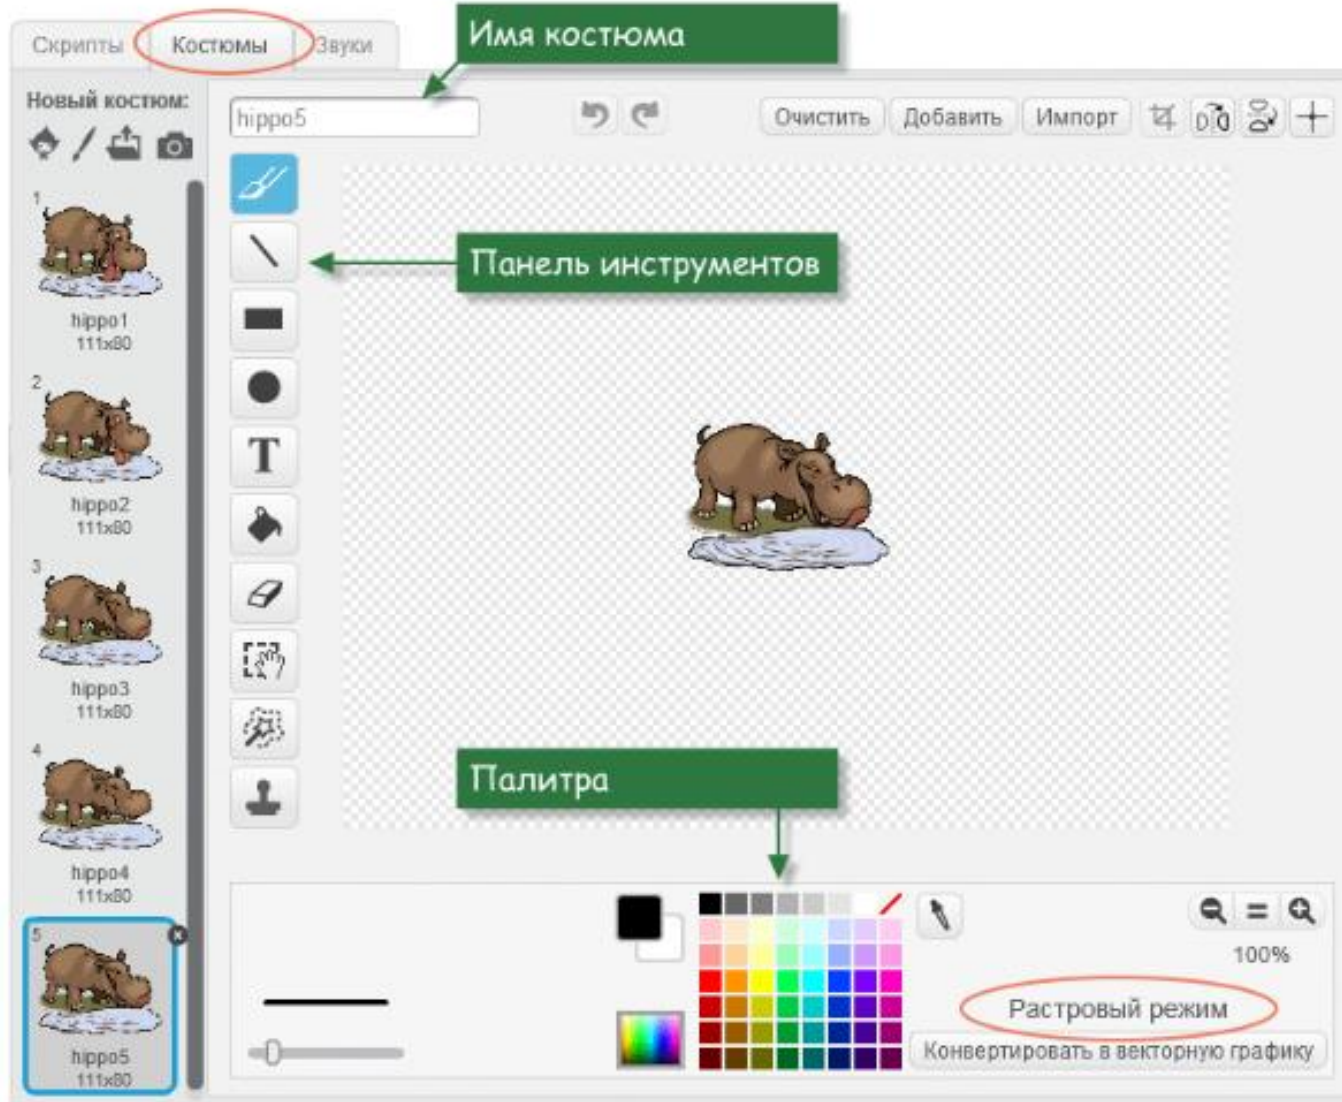 Скрипты
Костюмы
Звуки
Имя костюма
Новый костюм:
hippo5
Очистить
Добавить
Импорт
1
hippo1
111x80
2
hippo2
111x80
3
hippo3
111x80
4
hippo4
111x80
5
hippo5
111x80
T
Панель инструментов
Палитра
100%
Растровый режим
Конвертировать в векторную графику